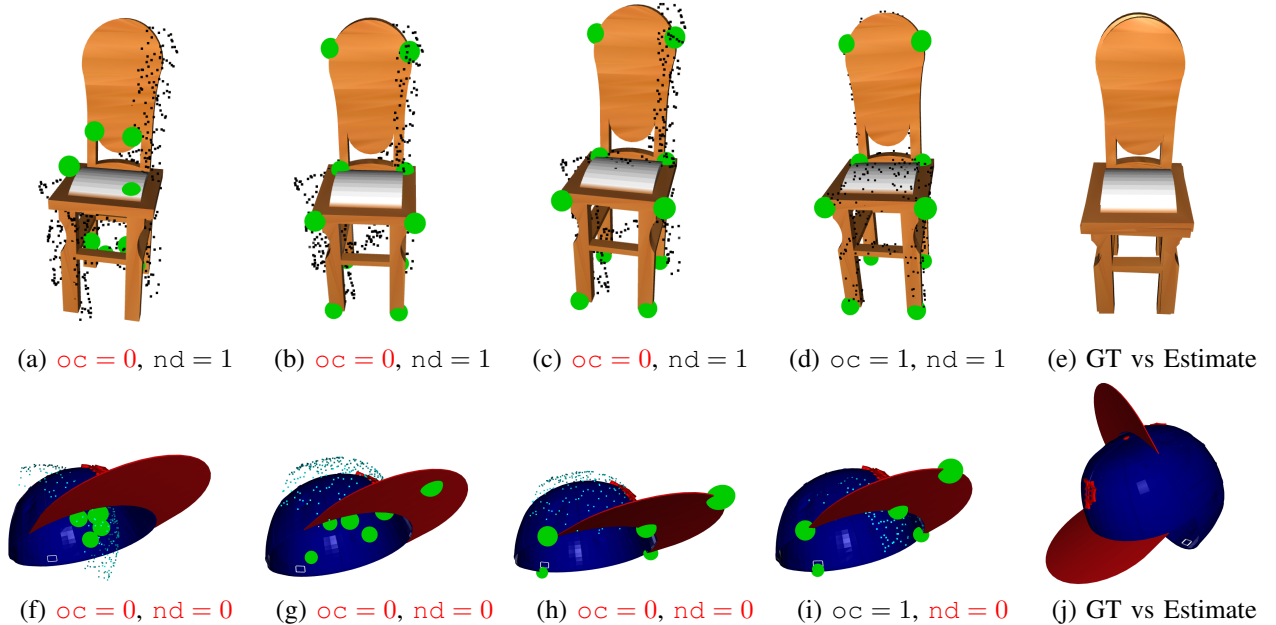 (a) oc = 0, nd = 1
(b) oc = 0, nd = 1
(c) oc = 0, nd = 1
(d) oc = 1, nd = 1
(e) GT vs Estimate
(f) oc = 0, nd = 0
(g) oc = 0, nd = 0
(h) oc = 0, nd = 0
(i) oc = 1, nd = 0
(j) GT vs Estimate